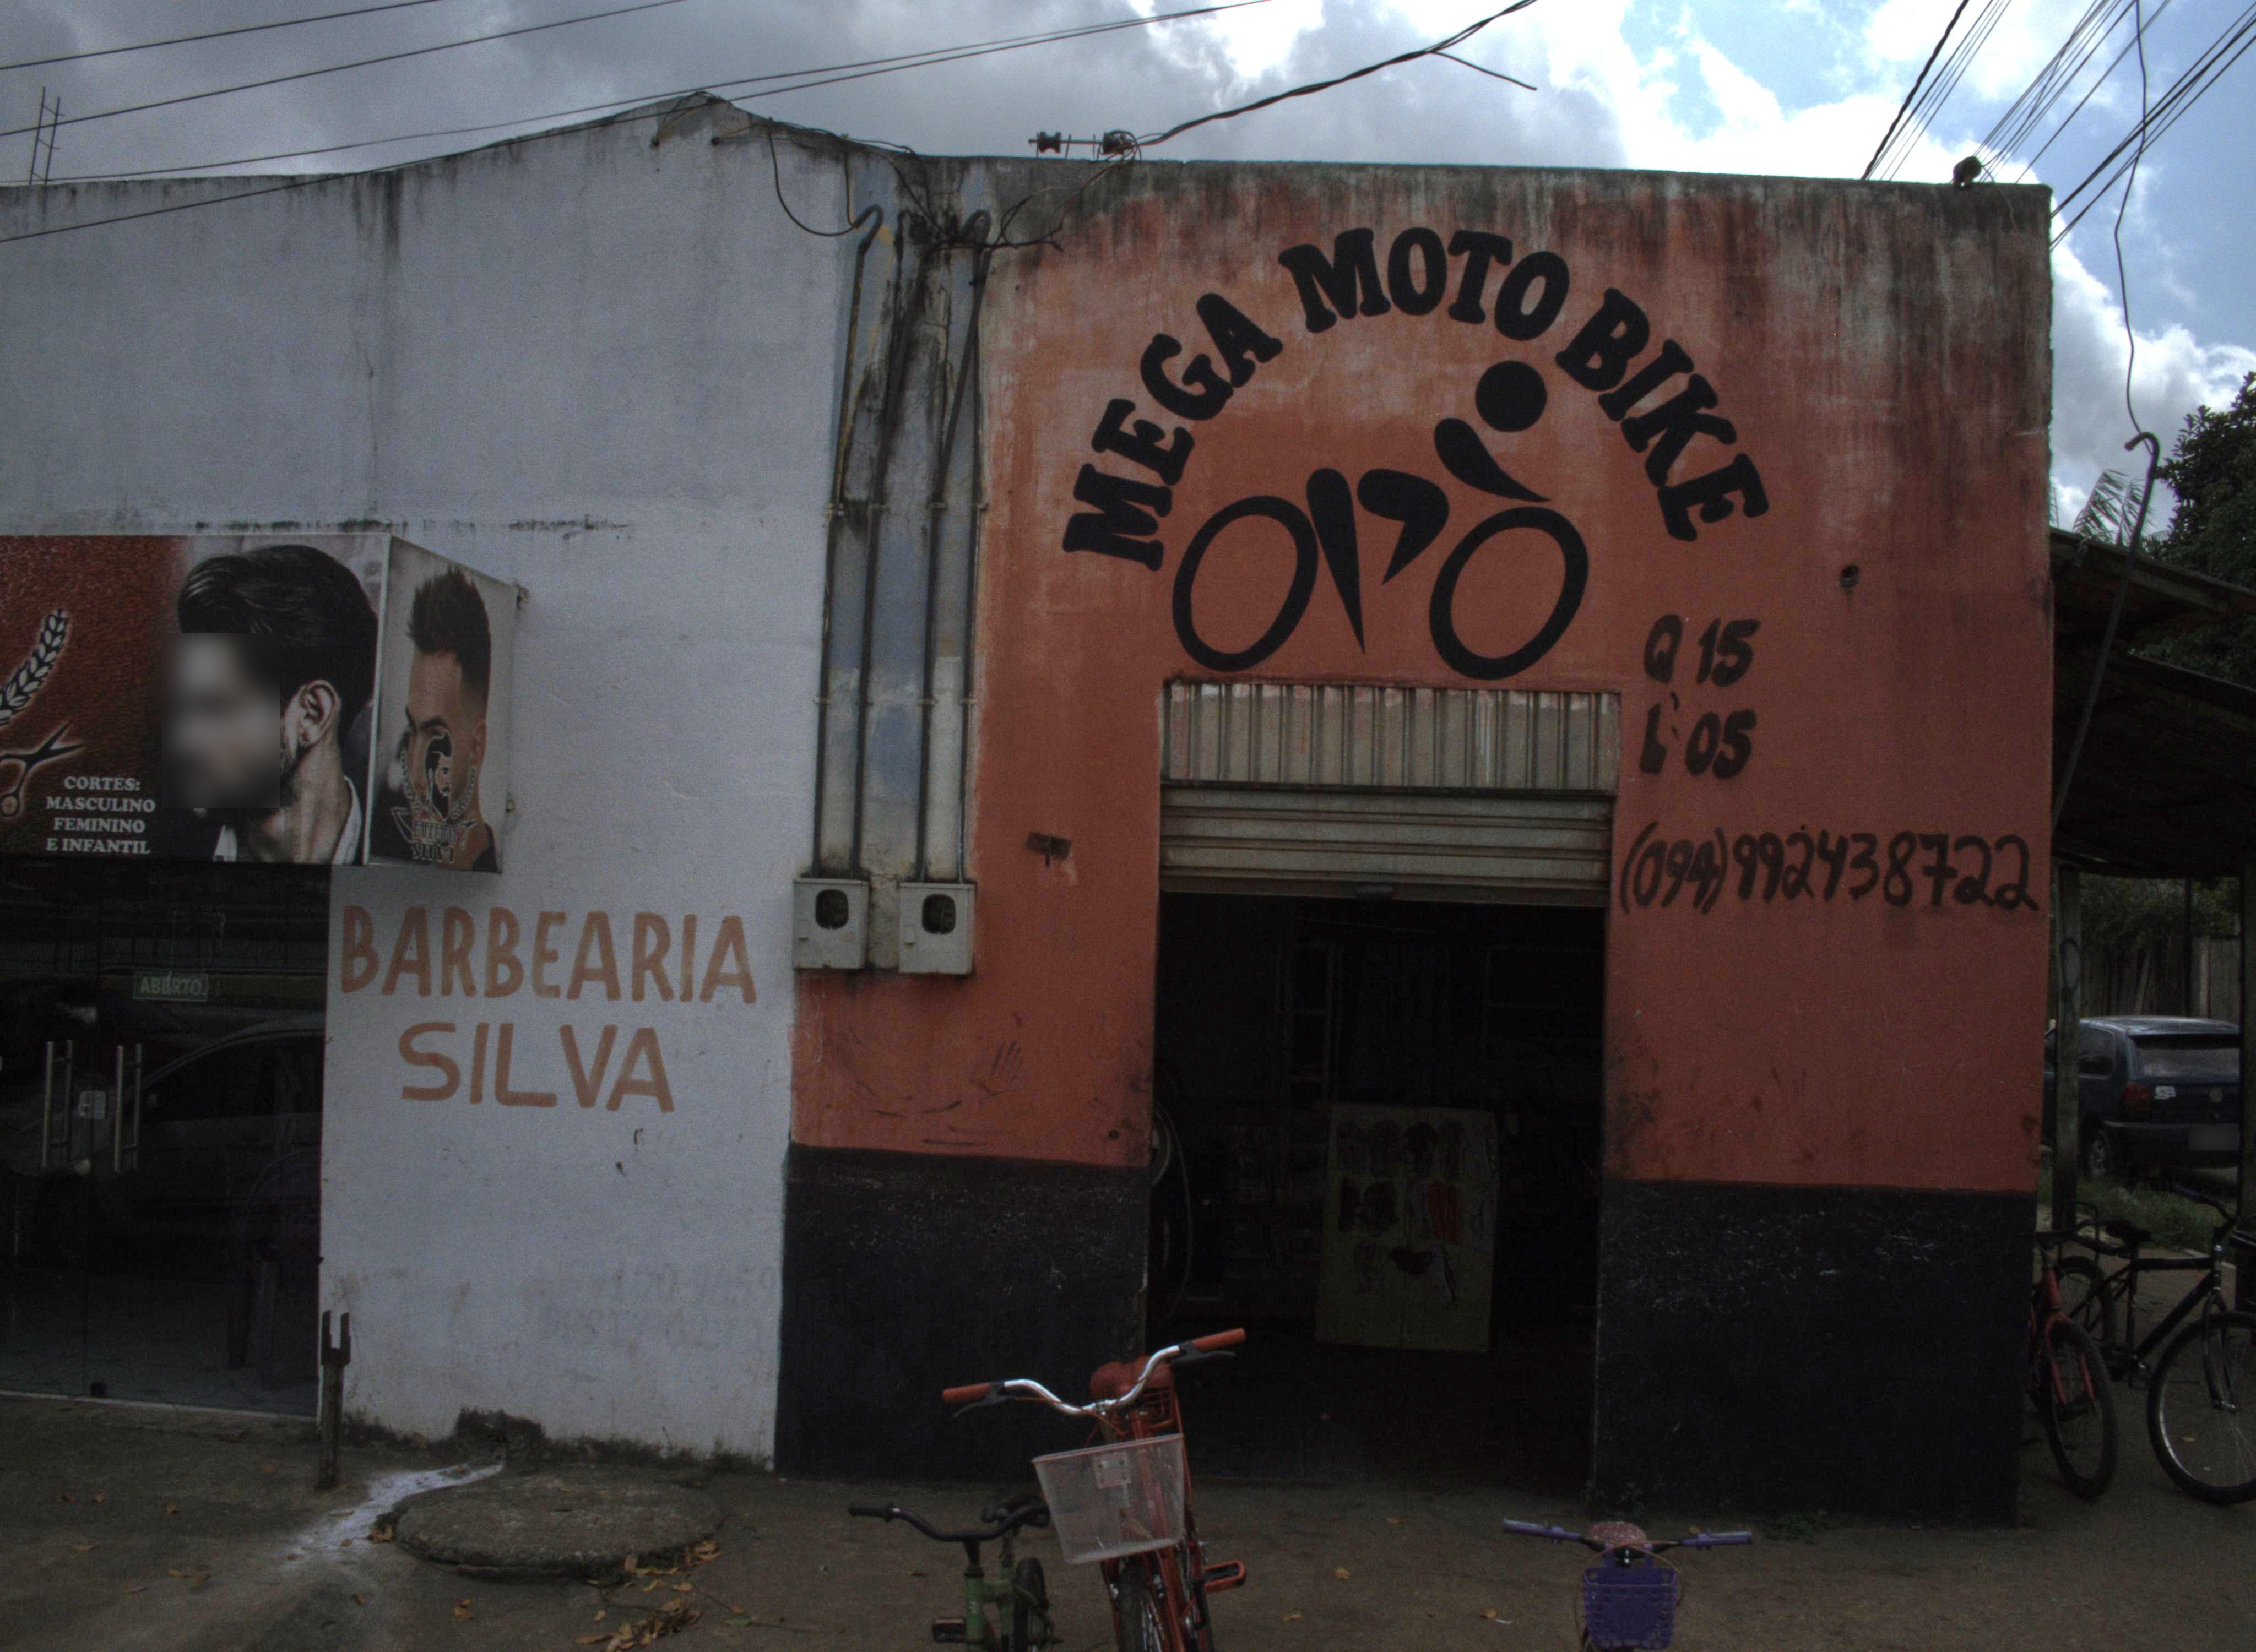 CORTES:
MASCULINO
FEMININO
E INFANTIL
ABERTO
BARBEARIA
SILVA
MEGA MOTO BIKE
Q 15
L 05
(094) 992438722